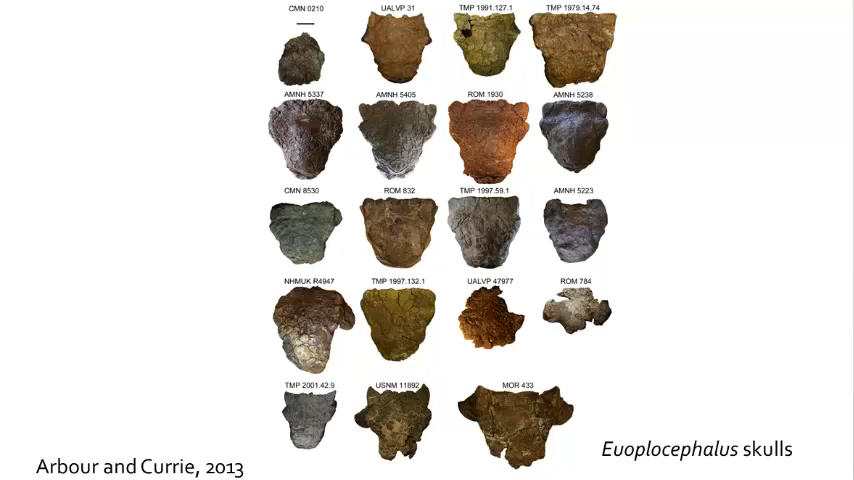 CMN 0210
UALVP 31
TMP 1991.127.1
TMP 1979.14.74
AMNH 5337
AMNH 5405
ROM 1930
AMNH 5238
CMN 8530
ROM 832
TMP 1997.59.1
AMNH 5223
NHMUK R4947
TMP 1997.132.1
UALVP 47977
ROM 784
TMP 2001.42.9
USNM 11892
MOR 433
Euoplocephalus skulls
Arbour and Currie, 2013